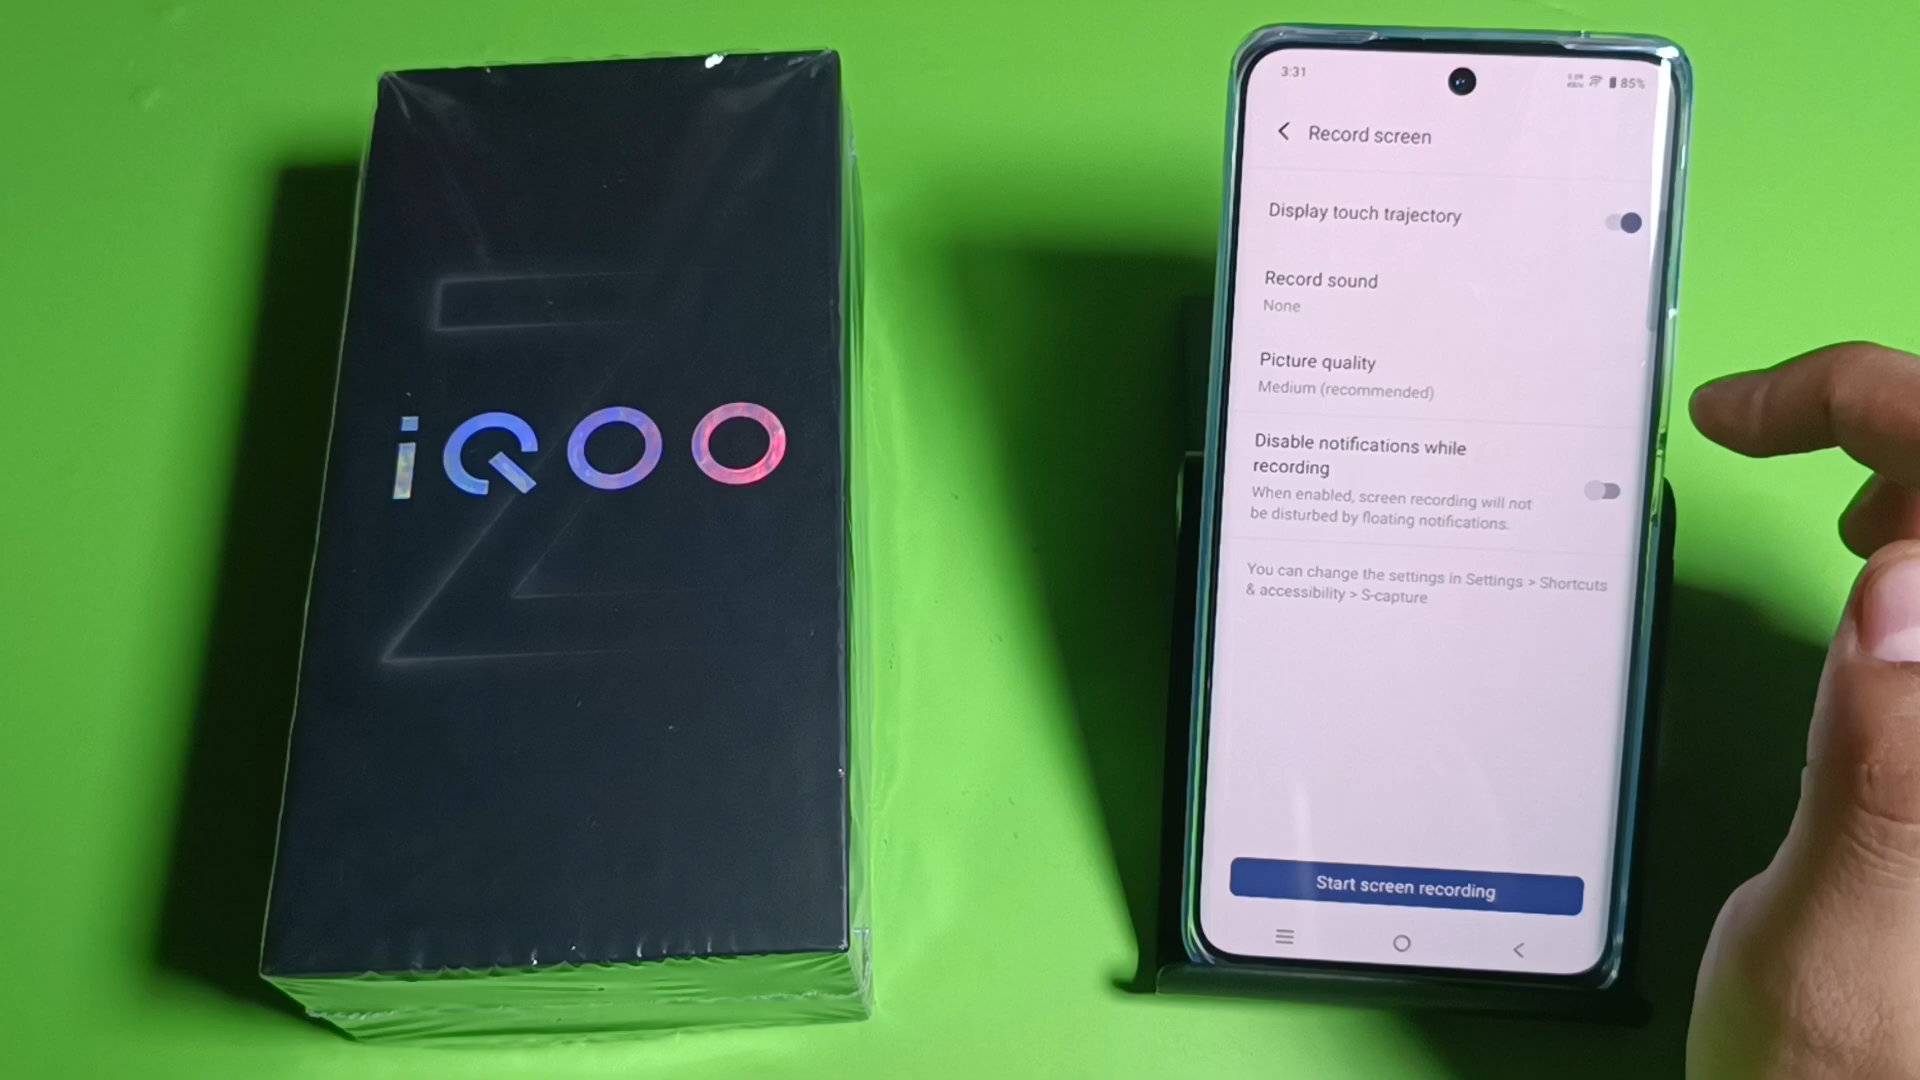 iQOO
3:31
85%
Record screen
Display touch trajectory
Record sound
None
Picture quality
Medium (recommended)
Disable notifications while
recording
When enabled, screen recording will not
be disturbed by floating notifications.
You can change the settings in Settings > Shortcuts
& accessibility > S-capture
Start screen recording